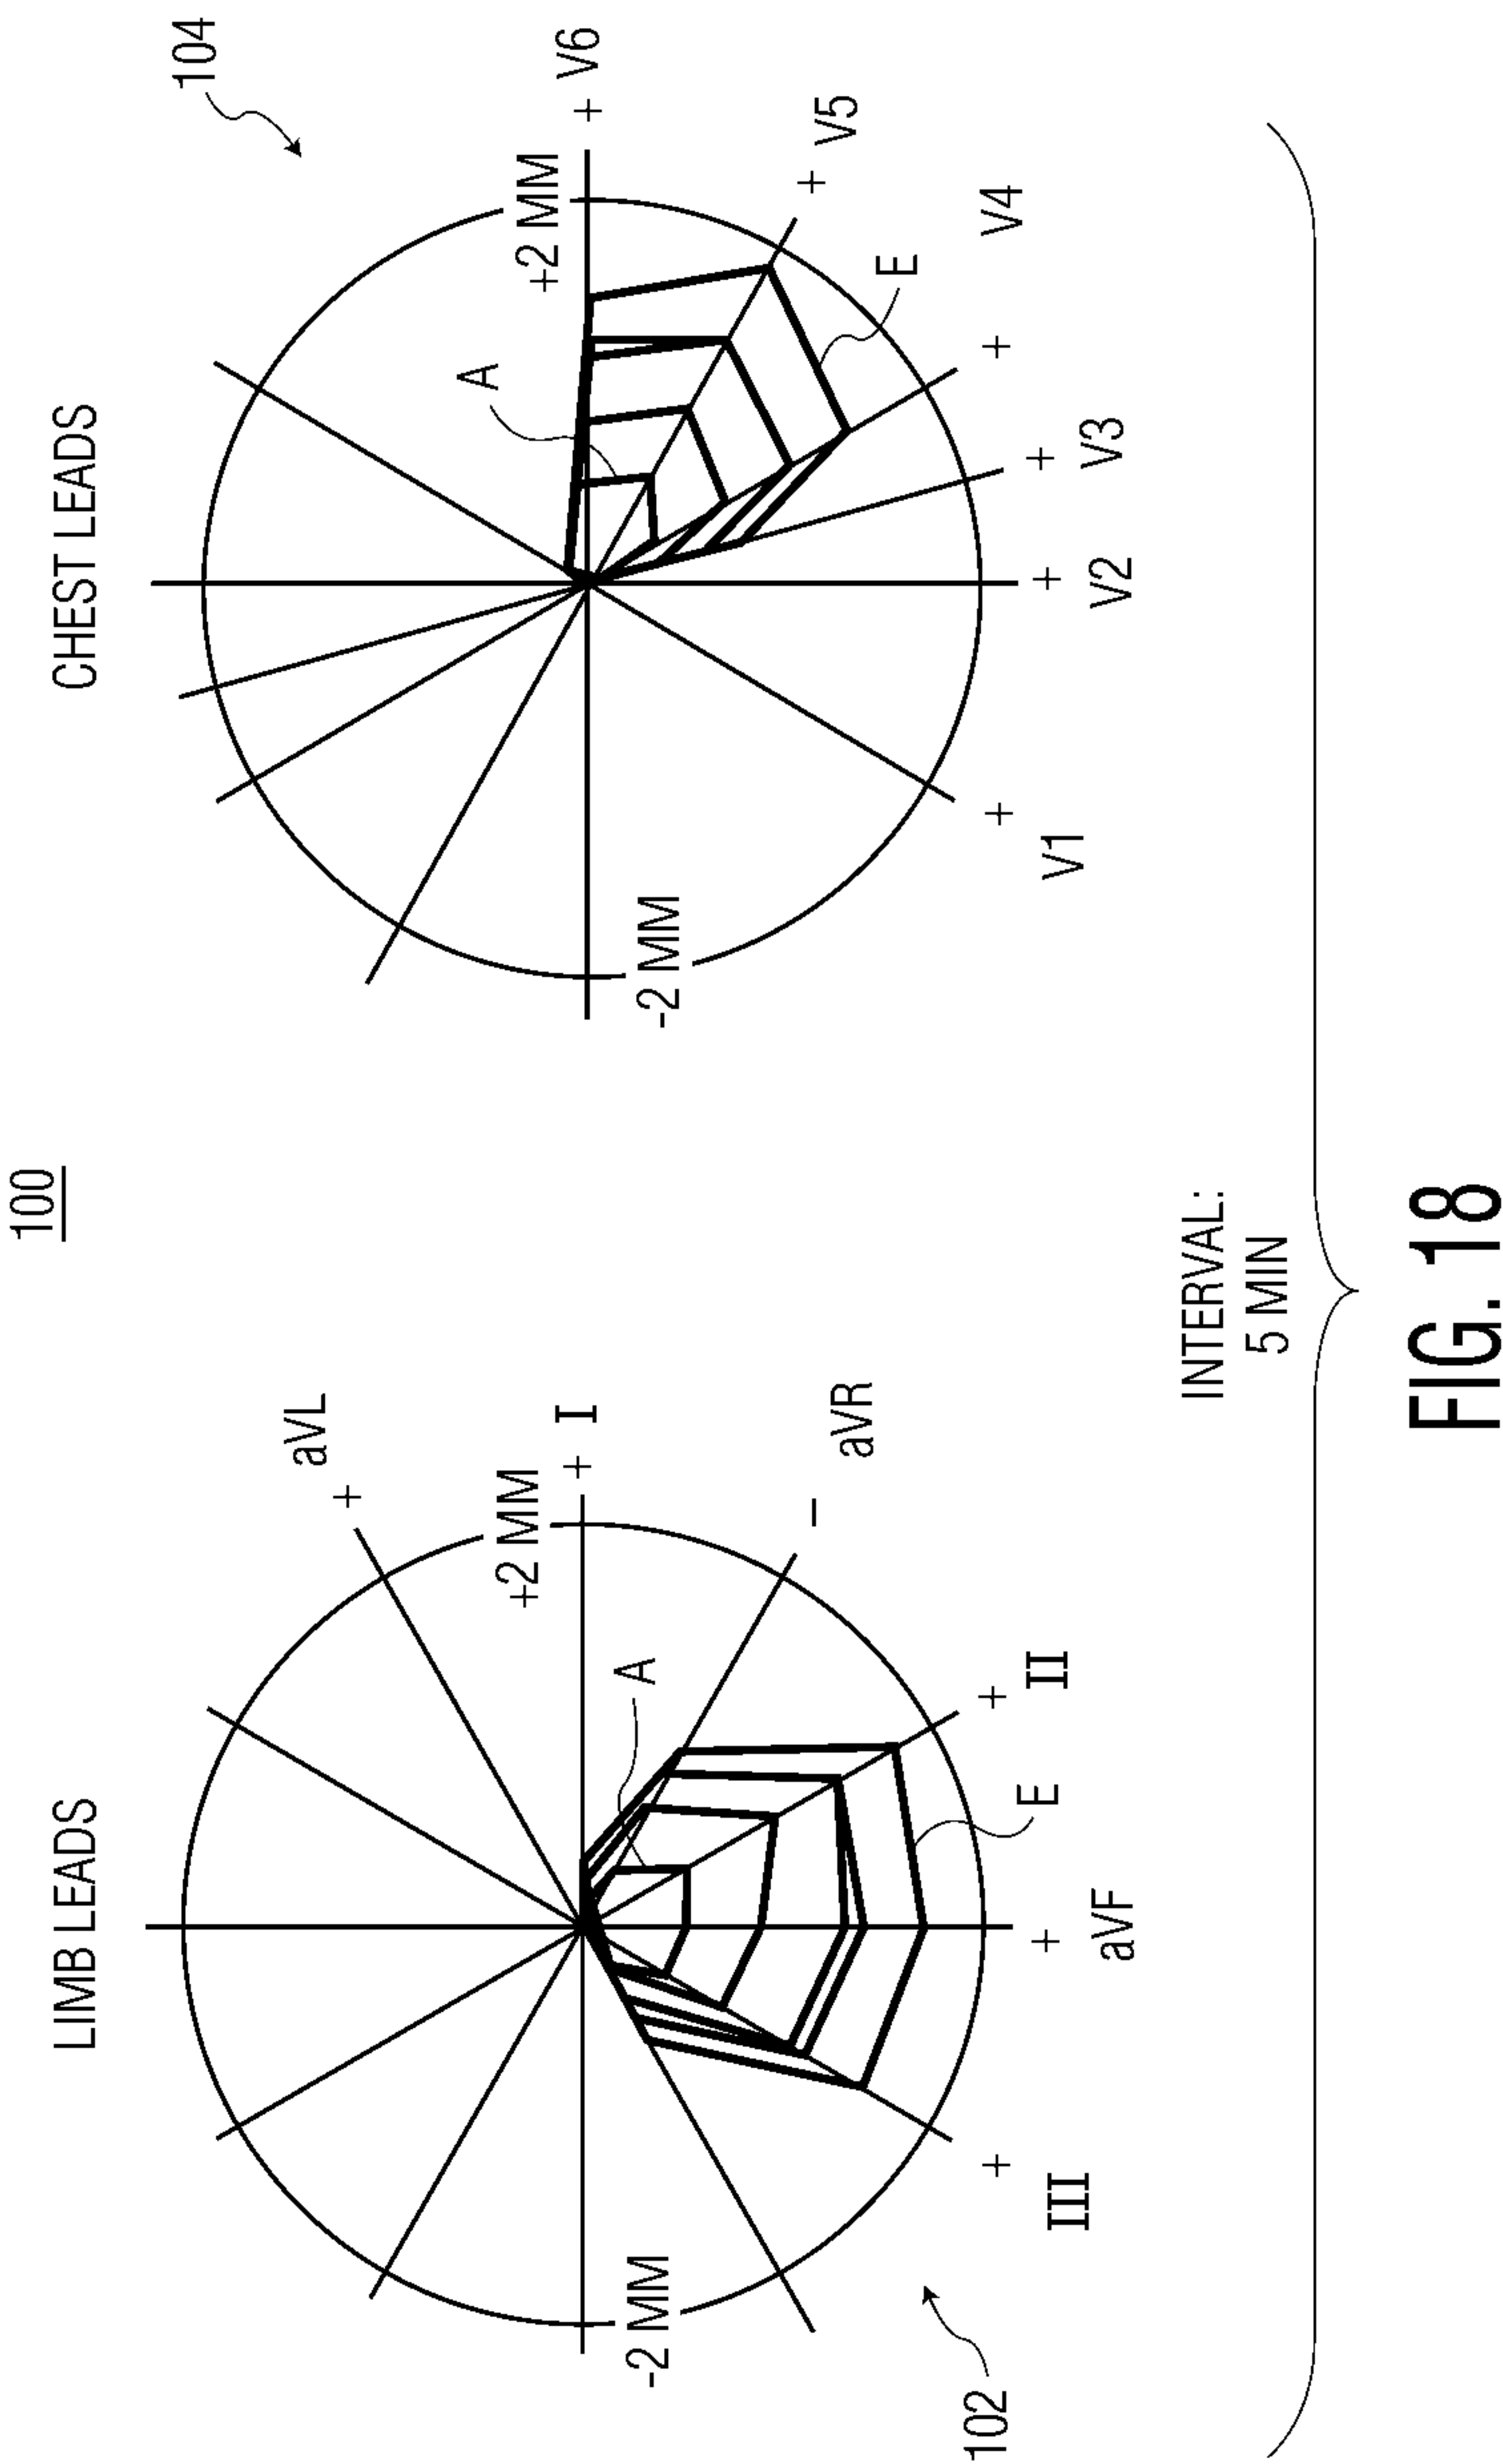 100
LIMB LEADS
aVL
+
+2 MM
+ I
A
-
aVR
+
II
E
+
aVF
+
III
-2 MM
102
CHEST LEADS
104
+2 MM
+ V6
A
+
V5
E
+
V4
+
V3
+
V2
+
V1
-2 MM
INTERVAL:
5 MIN
FIG. 18